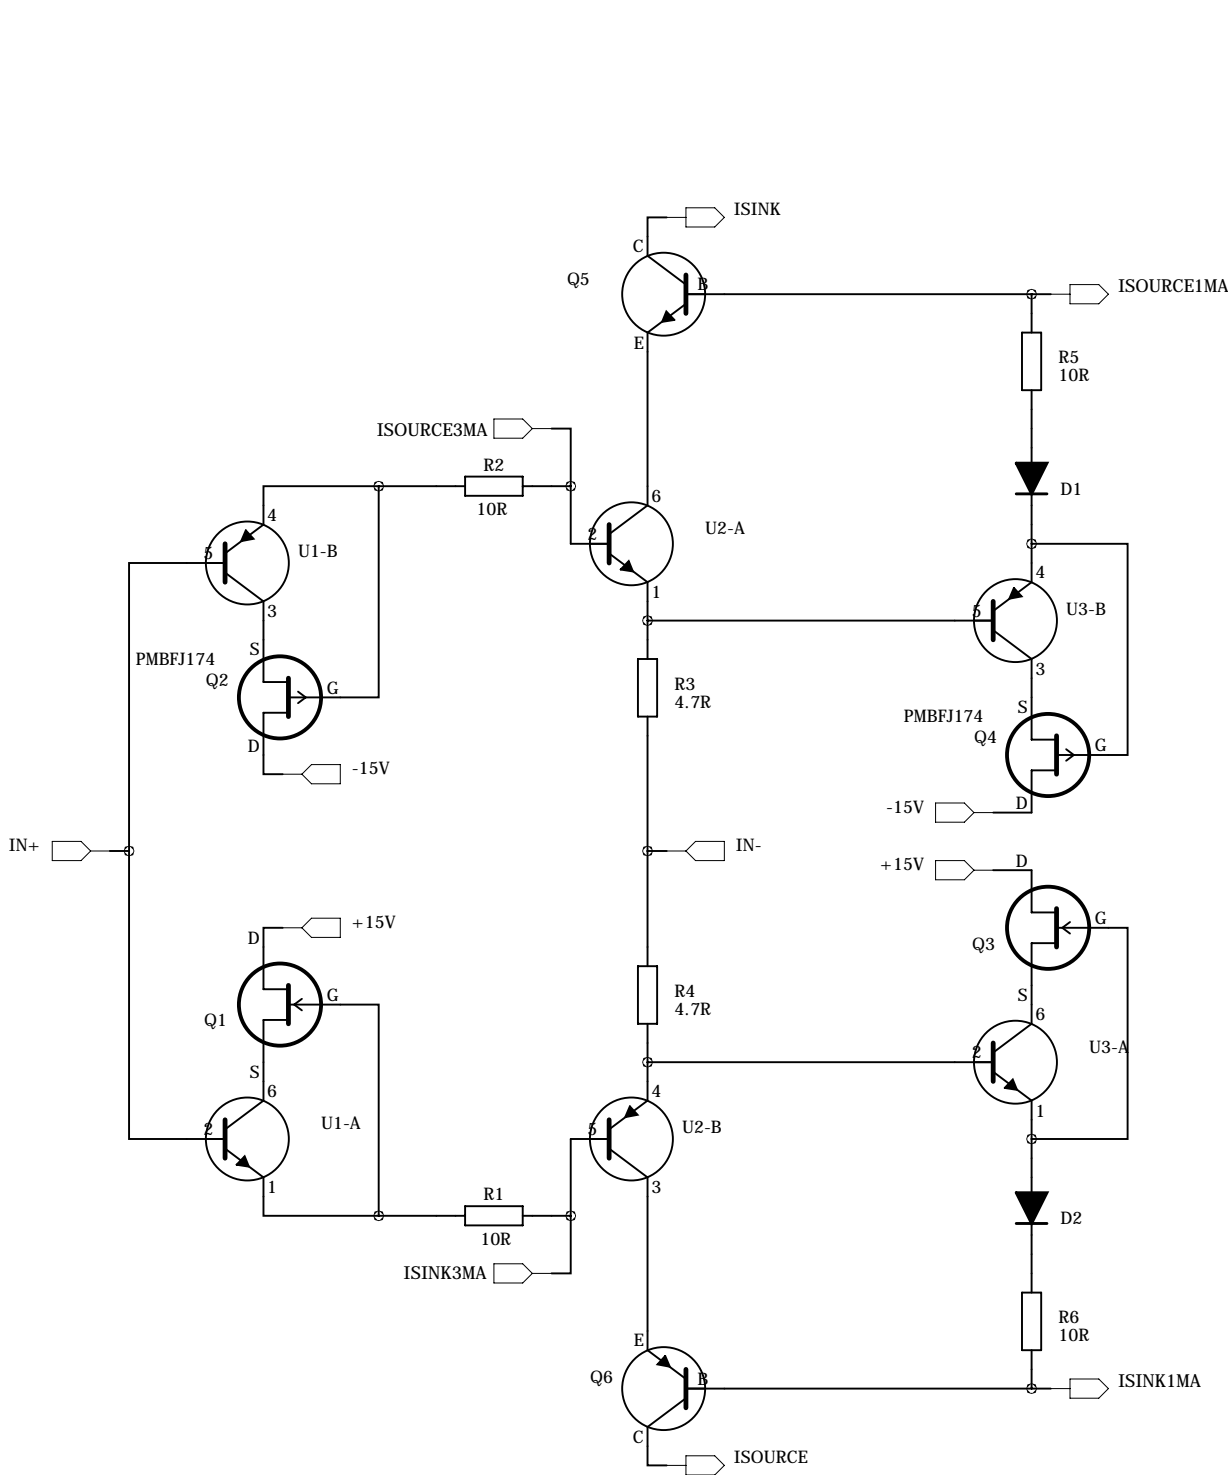 ISINK
C
Q5
B
ISOURCE1MA
E
R5
10R
ISOURCE3MA
R2
10R
D1
4
5
U1-B
3
6
2
U2-A
1
4
5
U3-B
3
S
PMBFJ174
Q2
G
D
-15V
R3
4.7R
S
PMBFJ174
Q4
G
-15V
D
IN+
IN-
+15V
D
+15V
D
G
Q1
S
R4
4.7R
G
Q3
S
6
2
U3-A
1
6
2
U1-A
1
4
5
U2-B
3
R1
10R
ISINK3MA
D2
R6
10R
E
Q6
B
ISINK1MA
C
ISOURCE